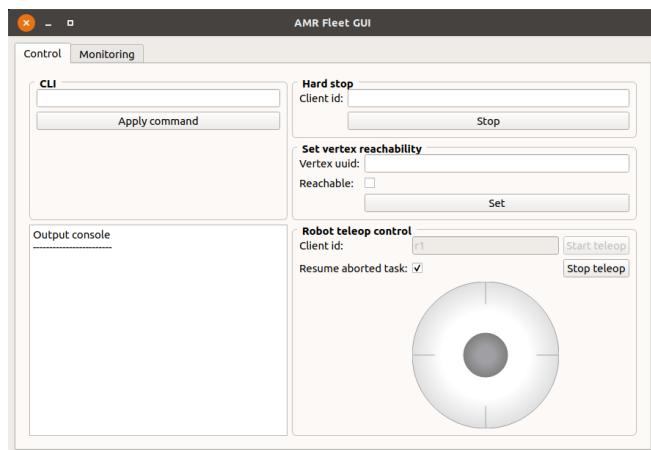 AMR Fleet GUI
Control Monitoring
CLI
Apply command
Hard stop
Client id:
Stop
Set vertex reachability
Vertex uuid:
Reachable:
Set
Output console
------------------------
Robot teleop control
Client id: r1 Start teleop
Resume aborted task: Stop teleop